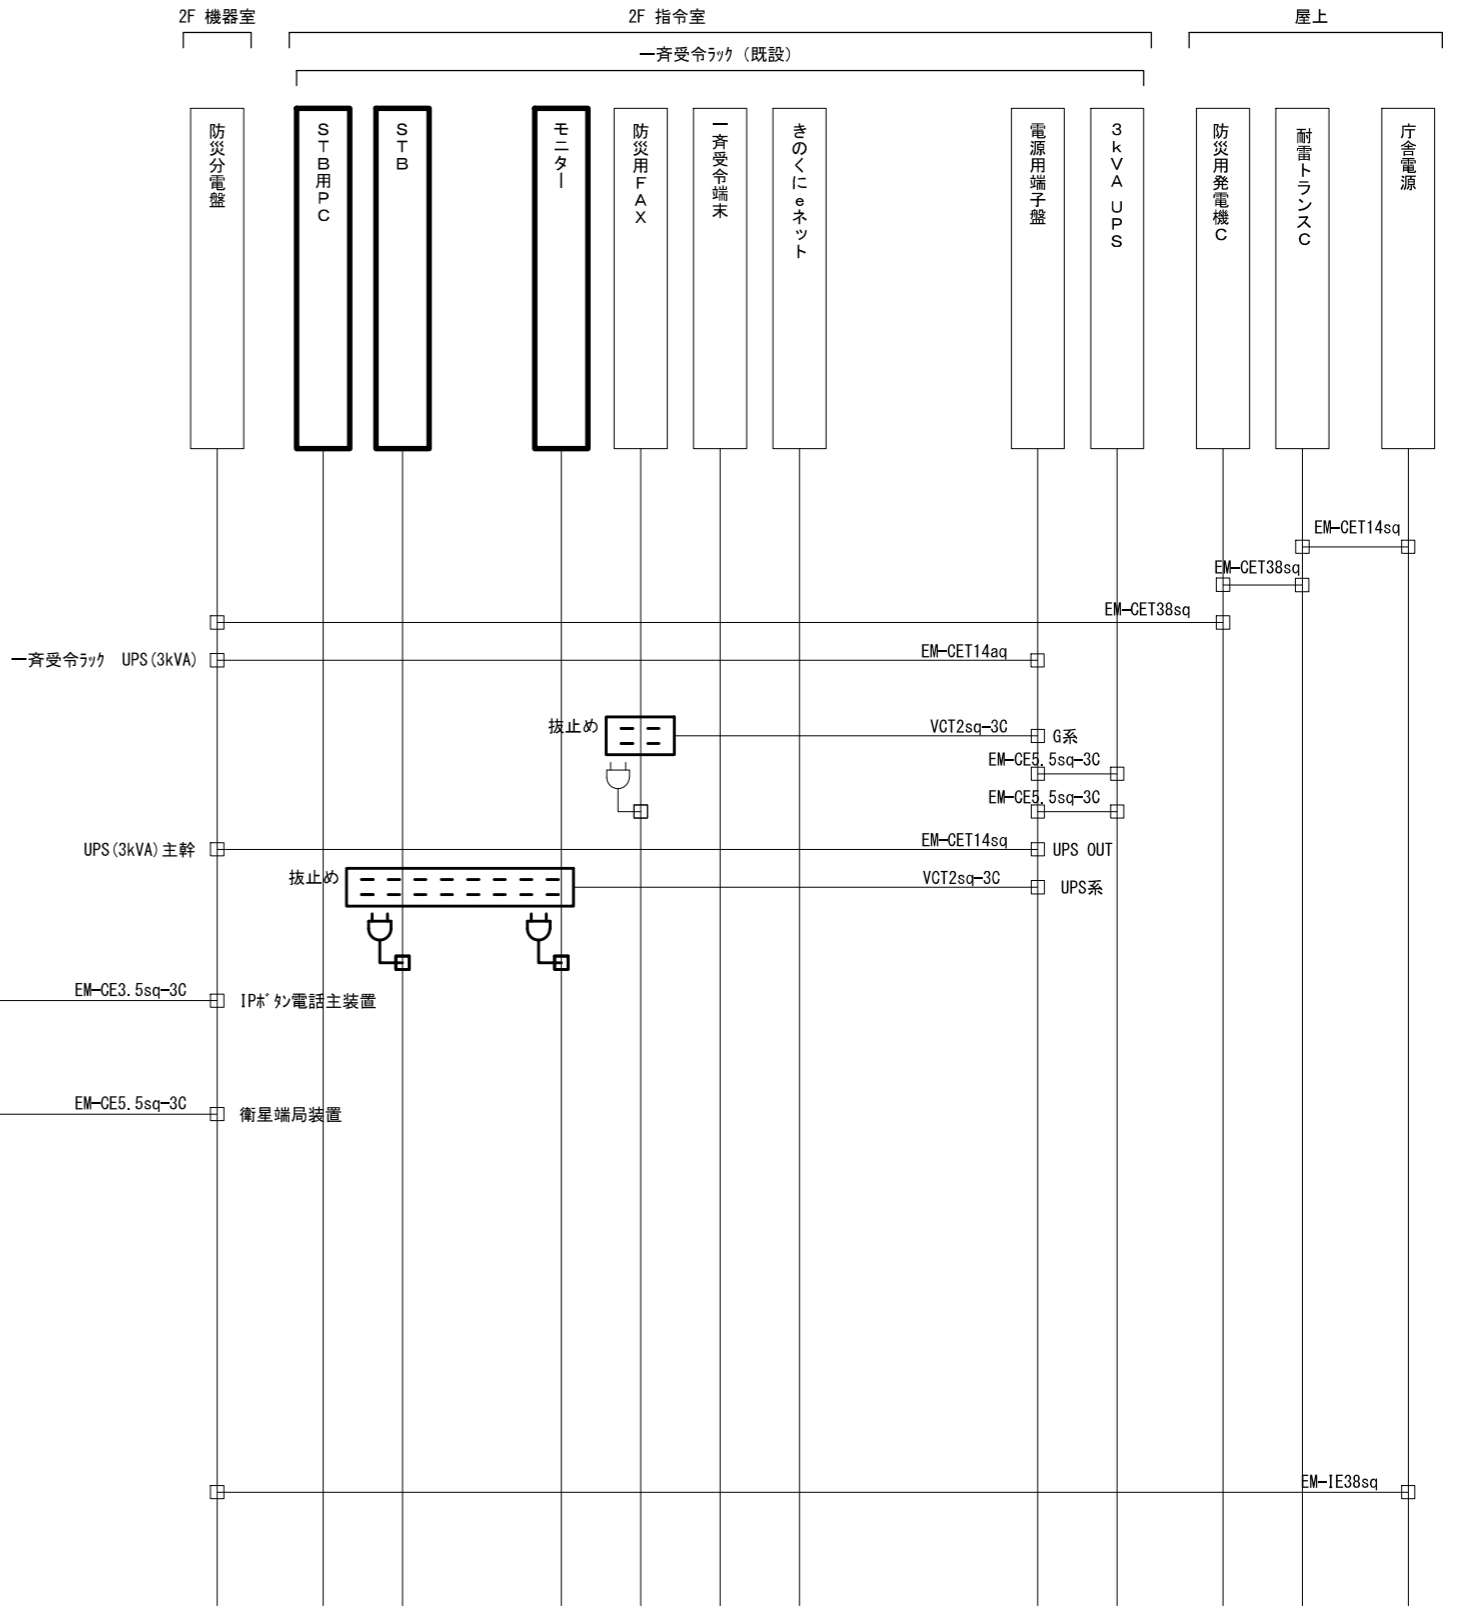 2F 機器室
2F 指令室
屋上
一斉受令ﾗｯｸ (既設)
防災分電盤
STB用PC
STB
モニター
防災用FAX
一斉受令端末
きのくにeネット
電源用端子盤
3kVA UPS
防災用発電機C
耐雷トランスC
庁舎電源
EM-CET14sq
EM-CET38sq
EM-CET38sq
一斉受令ﾗｯｸ UPS(3kVA)
EM-CET14aq
抜止め
VCT2sq-3C
G系
EM-CE5.5sq-3C
EM-CE5.5sq-3C
UPS(3kVA)主幹
EM-CET14sq
UPS OUT
抜止め
VCT2sq-3C
UPS系
EM-CE3.5sq-3C
IPﾎﾞﾀﾝ電話主装置
EM-CE5.5sq-3C
衛星端局装置
EM-IE38sq